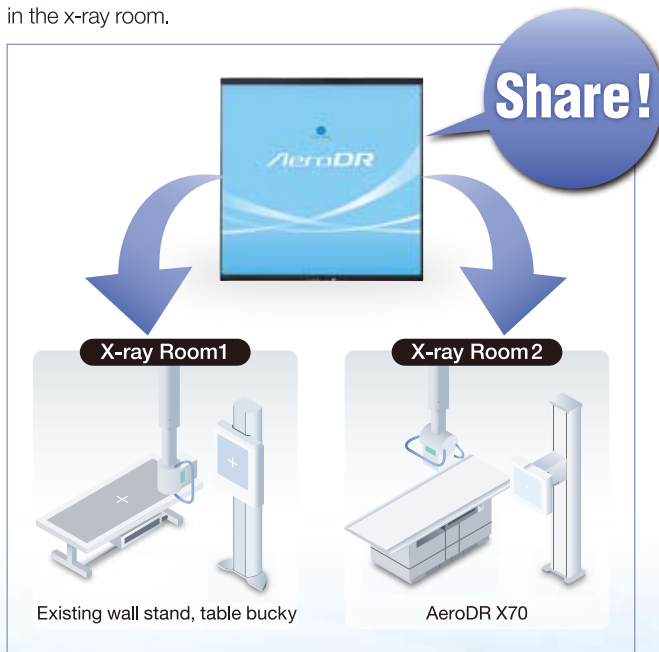 in the x-ray room.
Share!
AeroDR
X-ray Room1
X-ray Room2
Existing wall stand, table bucky
AeroDR X70